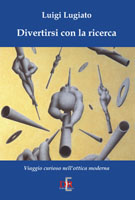 Luigi Lugiato
Divertirsi con la ricerca
Viaggio curioso nell'ottica moderna